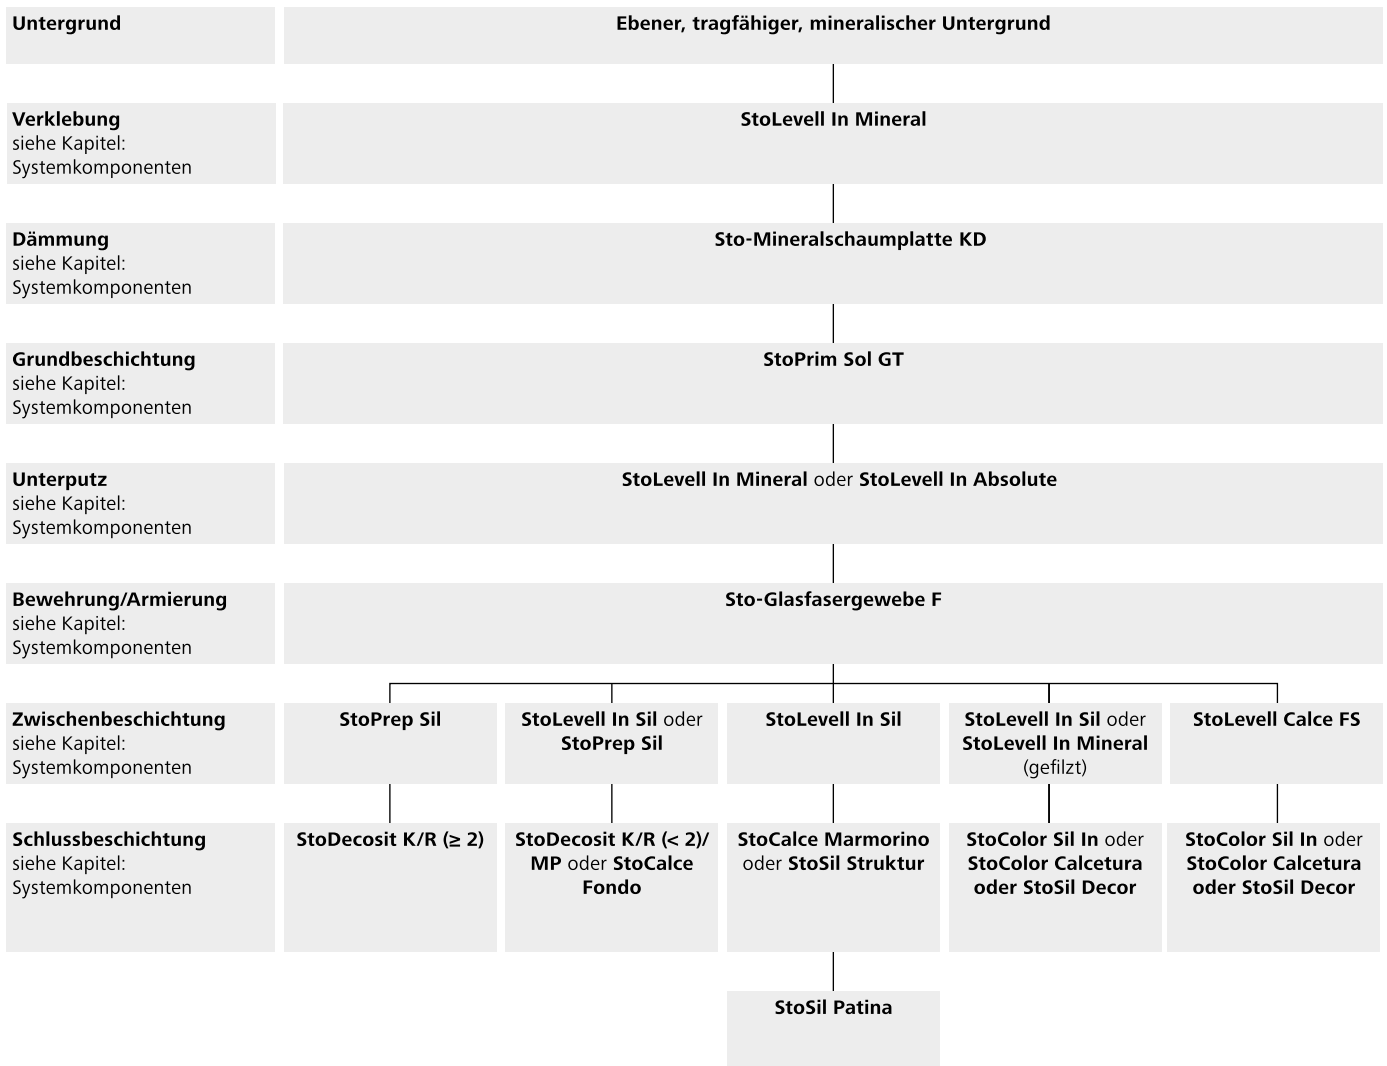 Untergrund
Ebener, tragfähiger, mineralischer Untergrund
Verklebung
siehe Kapitel:
Systemkomponenten
StoLevell In Mineral
Dämmung
siehe Kapitel:
Systemkomponenten
Sto-Mineralschaumplatte KD
Grundbeschichtung
siehe Kapitel:
Systemkomponenten
StoPrim Sol GT
Unterputz
siehe Kapitel:
Systemkomponenten
StoLevell In Mineral oder StoLevell In Absolute
Bewehrung/Armierung
siehe Kapitel:
Systemkomponenten
Sto-Glasfasergewebe F
Zwischenbeschichtung
siehe Kapitel:
Systemkomponenten
StoPrep Sil
StoLevell In Sil oder
StoPrep Sil
StoLevell In Sil
StoLevell In Sil oder
StoLevell In Mineral
(gefilzt)
StoLevell Calce FS
Schlussbeschichtung
siehe Kapitel:
Systemkomponenten
StoDecosit K/R (≥ 2)
StoDecosit K/R (< 2)/
MP oder StoCalce
Fondo
StoCalce Marmorino
oder StoSil Struktur
StoColor Sil In oder
StoColor Calcetura
oder StoSil Decor
StoColor Sil In oder
StoColor Calcetura
oder StoSil Decor
StoSil Patina